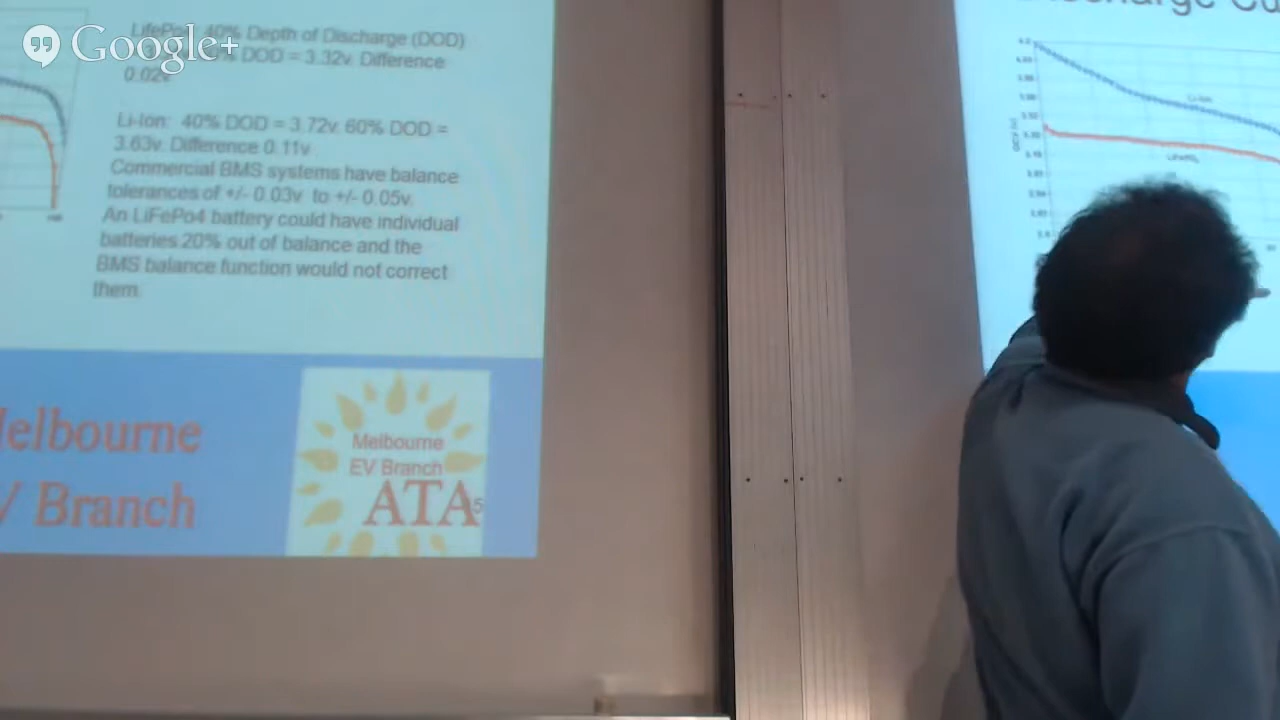 Google+
LifePo4: 40% Depth of Discharge (DOD)
DOD = 3.32v. Difference
0.02v
Li-Ion: 40% DOD = 3.72v. 60% DOD =
3.63v. Difference 0.11v
Commercial BMS systems have balance
tolerances of +/- 0.03v to +/- 0.05v.
An LiFePo4 battery could have individual
batteries 20% out of balance and the
BMS balance function would not correct
them.
Melbourne
EV Branch
ATA
5
elbourne
V Branch
Li-Ion